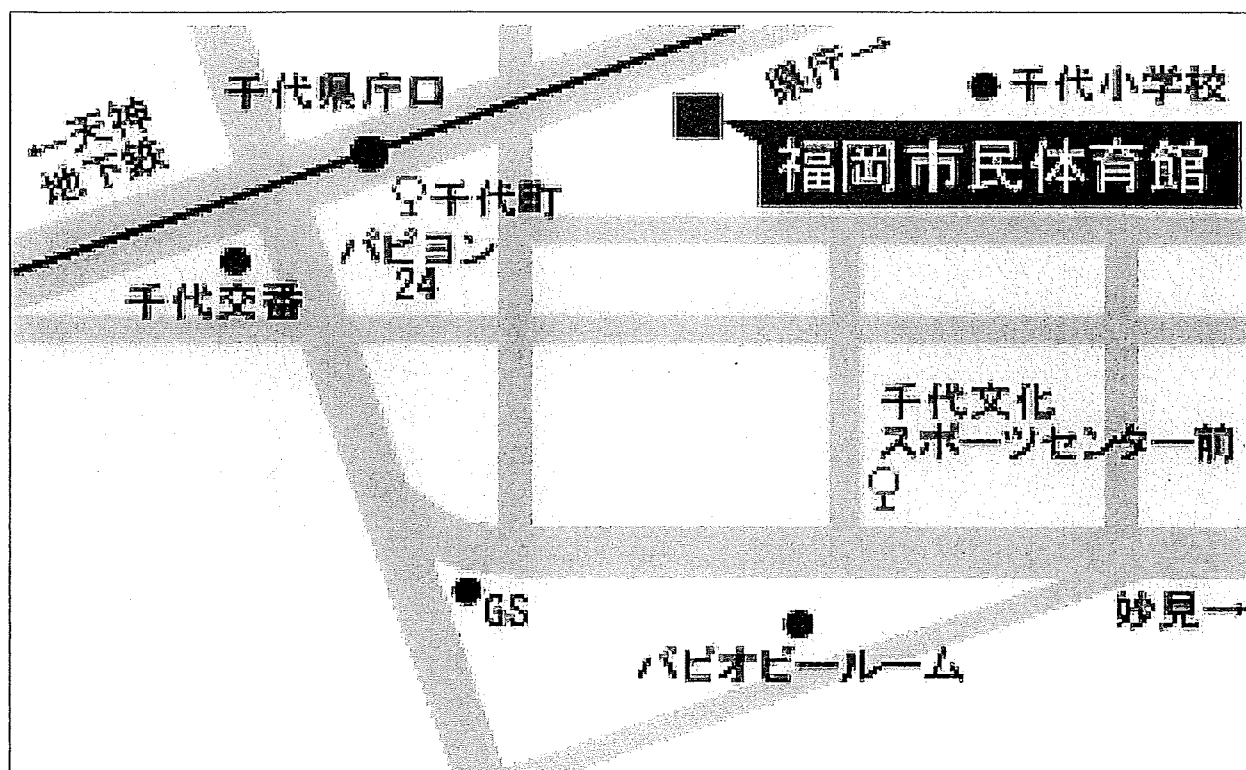 県庁→
千代県庁口
千代小学校
←天神
地下鉄
福岡市民体育館
千代町
パピヨン
24
千代交番
千代文化
スポーツセンター前
GS
妙見→
パピオビールーム